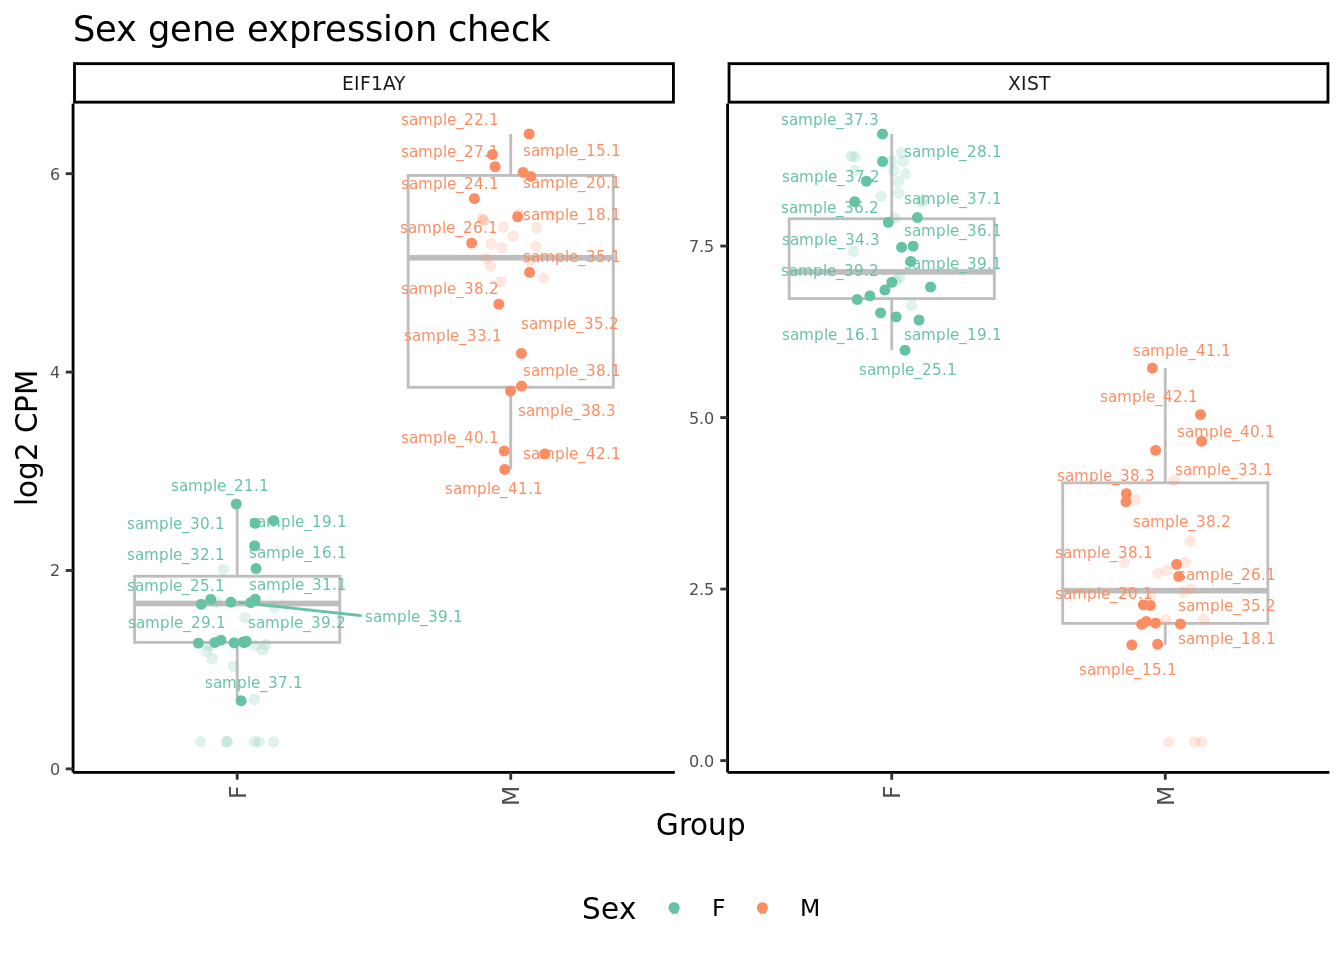 Sex gene expression check
EIF1AY
XIST
log2 CPM
6
4
2
0
sample_22.1
sample_27.1
sample_15.1
sample_24.1
sample_20.1
sample_18.1
sample_26.1
sample_35.1
sample_38.2
sample_35.2
sample_33.1
sample_38.1
sample_38.3
sample_40.1
sample_42.1
sample_41.1
sample_21.1
sample_30.1
sample_19.1
sample_32.1
sample_16.1
sample_25.1
sample_31.1
sample_39.1
sample_29.1
sample_39.2
sample_37.1
F
M
7.5
5.0
2.5
0.0
sample_37.3
sample_28.1
sample_37.2
sample_37.1
sample_36.2
sample_36.1
sample_34.3
sample_39.1
sample_39.2
sample_16.1
sample_19.1
sample_25.1
sample_41.1
sample_42.1
sample_40.1
sample_33.1
sample_38.3
sample_38.2
sample_38.1
sample_26.1
sample_20.1
sample_35.2
sample_18.1
sample_15.1
F
M
Group
Sex F M